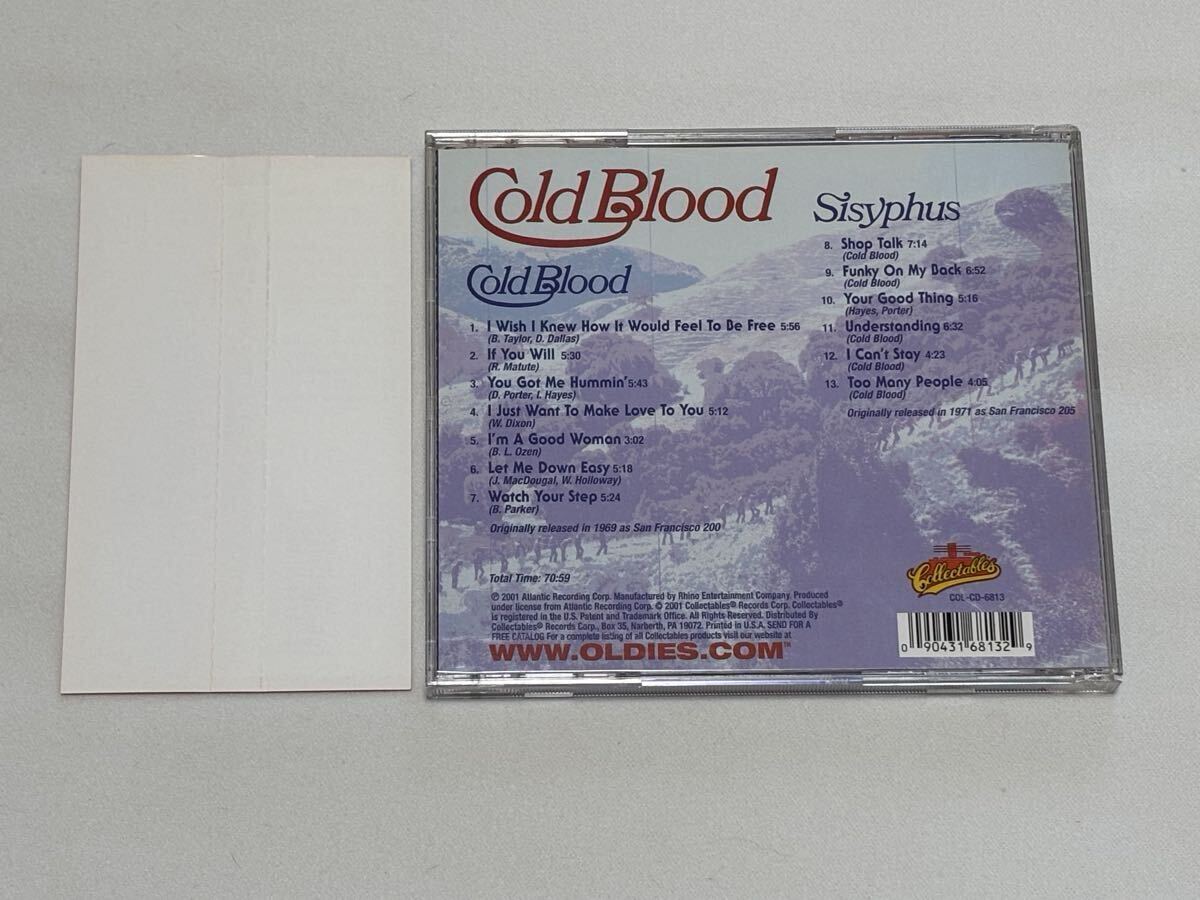 Cold Blood
Cold Blood
1. I Wish I Knew How It Would Feel To Be Free 5:56
(B. Taylor, D. Dallas)
2. If You Will 5:30
(R. Matute)
3. You Got Me Hummin' 5:43
(D. Porter, I. Hayes)
4. I Just Want To Make Love To You 5:12
(W. Dixon)
5. I'm A Good Woman 3:02
(B. L. Ozen)
6. Let Me Down Easy 5:18
(J. MacDougal, W. Holloway)
7. Watch Your Step 5:24
(B. Parker)
Originally released in 1969 as San Francisco 200
Sisyphus
8. Shop Talk 7:14
(Cold Blood)
9. Funky On My Back 6:52
(Cold Blood)
10. Your Good Thing 5:16
(Hayes, Porter)
11. Understanding 6:32
(Cold Blood)
12. I Can't Stay 4:23
(Cold Blood)
13. Too Many People 4:05
(Cold Blood)
Originally released in 1971 as San Francisco 205
Total Time: 70:59
℗ 2001 Atlantic Recording Corp. Manufactured by Rhino Entertainment Company. Produced
under license from Atlantic Recording Corp. © 2001 Collectables® Records Corp. Collectables®
is registered in the U.S. Patent and Trademark Office. All Rights Reserved. Distributed By
Collectables® Records Corp., Box 35, Narberth, PA 19072. Printed in U.S.A. SEND FOR A
FREE CATALOG For a complete listing of all Collectables products visit our website at
WWW.OLDIES.COM™
Collectables
COL-CD-6813
0 90431 68132 9